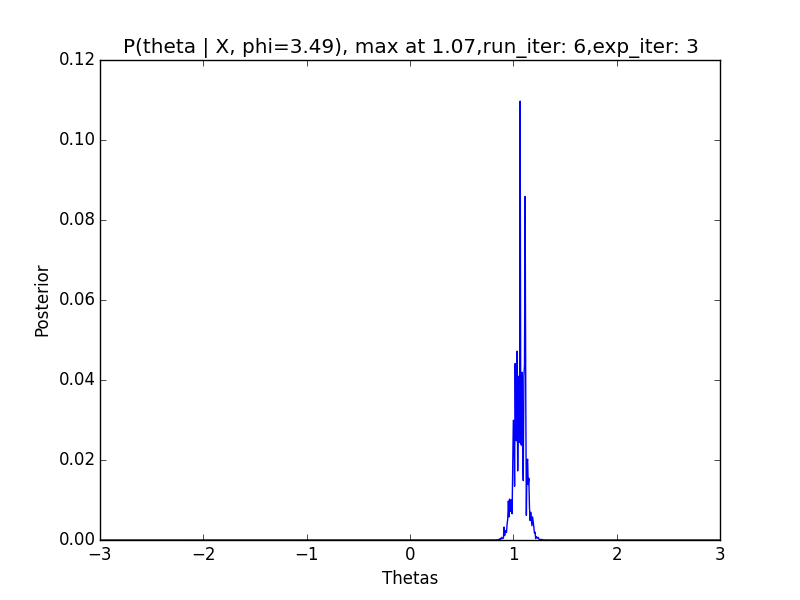 P(theta | X, phi=3.49), max at 1.07,run_iter: 6,exp_iter: 3
0.12
0.10
0.08
0.06
0.04
0.02
0.00
Posterior
−3 −2 −1 0 1 2 3
Thetas